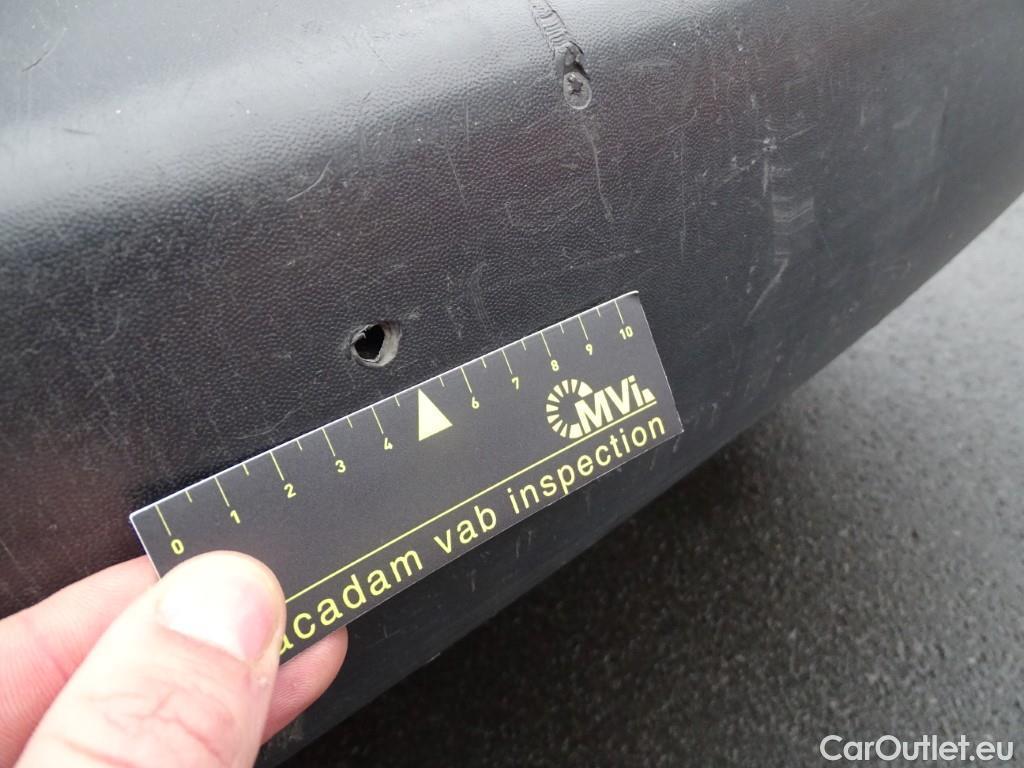 0 1 2 3 4 6 7 8 9 10
MVi
acadam vab inspection
CarOutlet.eu